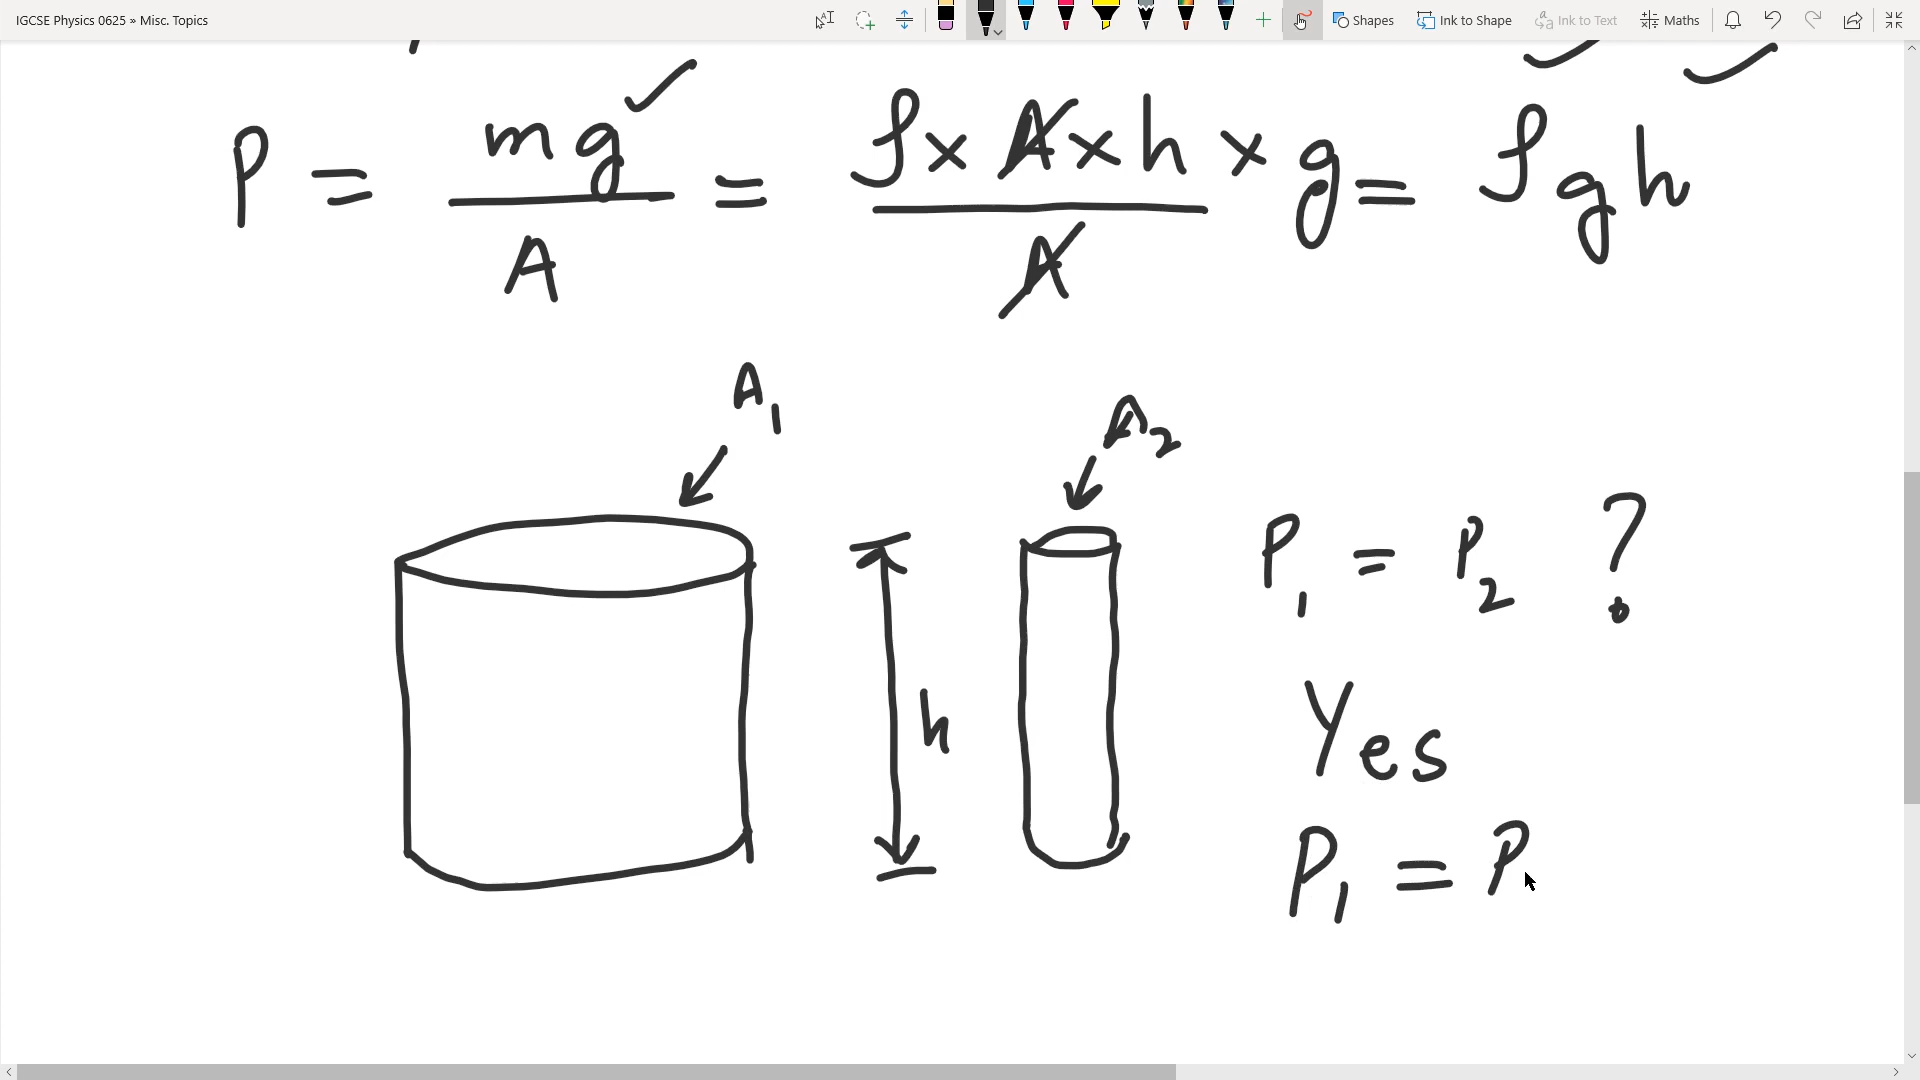 IGCSE Physics 0625 » Misc. Topics
Shapes
Ink to Shape
Ink to Text
Maths
P = mg / A = ρ × A × h × g / A = ρgh
A₁
A₂
h
P₁ = P₂ ?
Yes
P₁ = P